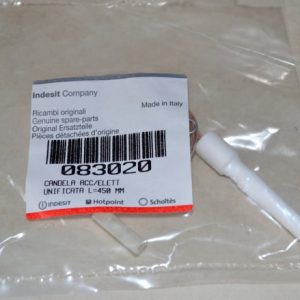 Indesit Company
Ricambi originali
Genuine spare-parts
Original Ersatzteile
Pièces détachées d'origine
Made in Italy
083020
CANDELA ACC/ELETT
UNIFICATA L=450 MM
INDESIT
Hotpoint
Scholtès